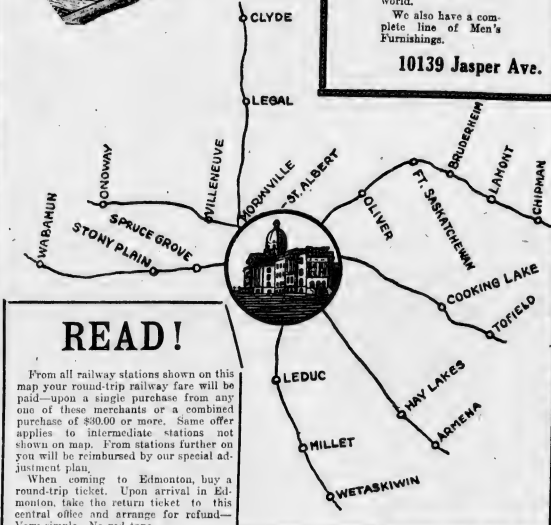 world.
We also have a com-
plete line of Men's
Furnishings.
10139 Jasper Ave.
CLYDE
LEGAL
ONOWAY
VILLENEUVE
MORINVILLE
ST. ALBERT
WABAMUN
SPRUCE GROVE
STONY PLAIN
OLIVER
FT. SASKATCHEWAN
BRUDERHEIM
LAMONT
CHIPMAN
COOKING LAKE
TOFIELD
HAY LAKES
ARMENA
LEDUC
MILLET
WETASKIWIN
READ!
From all railway stations shown on this
map your round-trip railway fare will be
paid—upon a single purchase from any
one of these merchants or a combined
purchase of $30.00 or more. Same offer
applies to intermediate stations not
shown on map. From stations further on
you will be reimbursed by our special ad-
justment plan.
When coming to Edmonton, buy a
round-trip ticket. Upon arrival in Ed-
monton, take the return ticket to this
central office and arrange for refund—